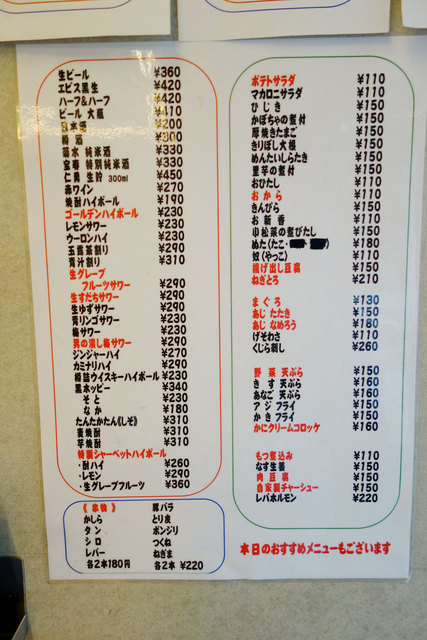 生ビール ¥360
エビス黒生 ¥420
ハーフ&ハーフ ¥420
ビール 大瓶 ¥410
¥200
酒 ¥300
菊水 純米酒 ¥330
宝寿 特別純米酒 ¥330
仁勇 生貯 300ml ¥450
赤ワイン ¥270
焼酎ハイボール ¥190
ゴールデンハイボール ¥230
レモンサワー ¥230
ウーロンハイ ¥230
玉露茶割り ¥290
青汁割り ¥310
生グレープ
フルーツサワー ¥290
生すだちサワー ¥290
生ゆずサワー ¥290
青リンゴサワー ¥230
梅サワー ¥230
男の潰し梅サワー ¥290
ジンジャーハイ ¥270
カミナリハイ ¥210
樽詰ウイスキーハイボール ¥230
黒ホッピー ¥340
そと ¥230
なか ¥180
たんたかたん《しそ》 ¥310
麦焼酎 ¥310
芋焼酎 ¥310
特製シャーベットハイボール
・酎ハイ ¥260
・レモン ¥290
・生グレープフルーツ ¥360
《 串物 》 豚バラ
かしら とりま
タン ボンジリ
シロ つくね
レバー ねぎま
各2本180円 各2本 ¥220
ポテトサラダ ¥110
マカロニサラダ ¥110
ひじき ¥150
かぼちゃの煮付 ¥150
厚焼きたまご ¥150
きりぼし大根 ¥150
めんたいしらたき ¥150
里芋の煮付 ¥150
おひたし ¥110
おから ¥110
きんぴら ¥150
お新香 ¥110
小松菜の煮びたし ¥150
ぬた(たこ・ ¥180
奴(やっこ) ¥110
揚げ出し豆腐 ¥150
ねぎとろ ¥210
まぐろ ¥130
あじ たたき ¥150
あじ なめろう ¥180
げそわさ ¥110
くじら刺し ¥260
野菜 天ぷら ¥150
きす 天ぷら ¥160
あなご 天ぷら ¥160
アジ フライ ¥150
かき フライ ¥150
かにクリームコロッケ ¥160
もつ煮込み ¥110
なす生姜 ¥150
肉豆腐 ¥150
自家製チャーシュー ¥150
レバホルモン ¥220
本日のおすすめメニューもございます